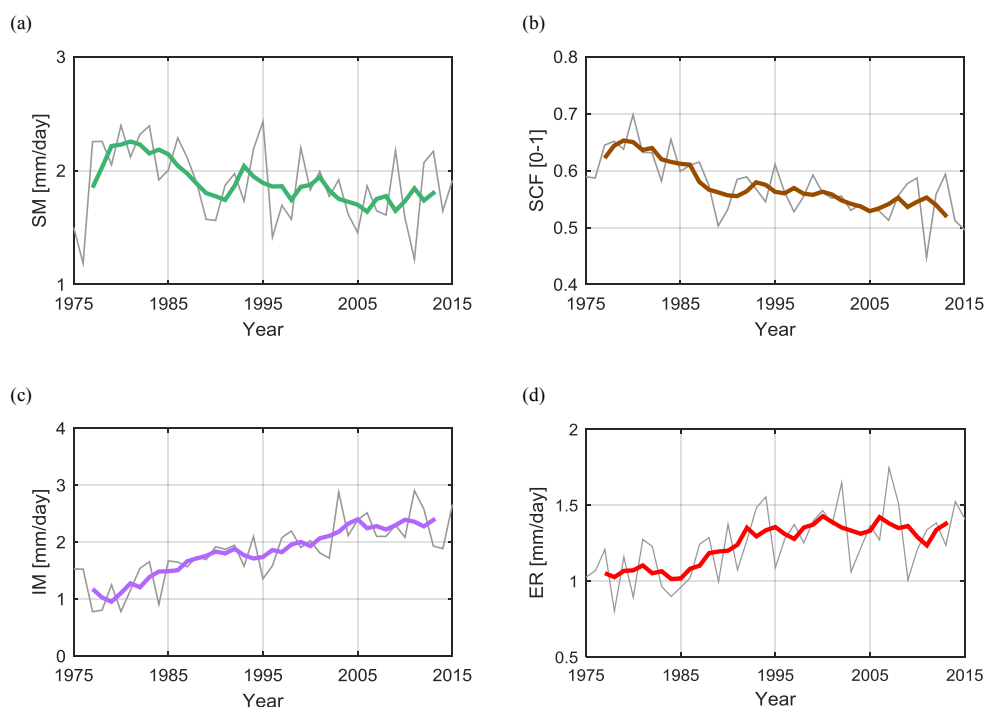 (a)
3
2
1
SM [mm/day]
1975 1985 1995 2005 2015
Year
(b)
0.8
0.7
0.6
0.5
0.4
SCF [0-1]
1975 1985 1995 2005 2015
Year
(c)
4
3
2
1
0
IM [mm/day]
1975 1985 1995 2005 2015
Year
(d)
2
1.5
1
0.5
ER [mm/day]
1975 1985 1995 2005 2015
Year